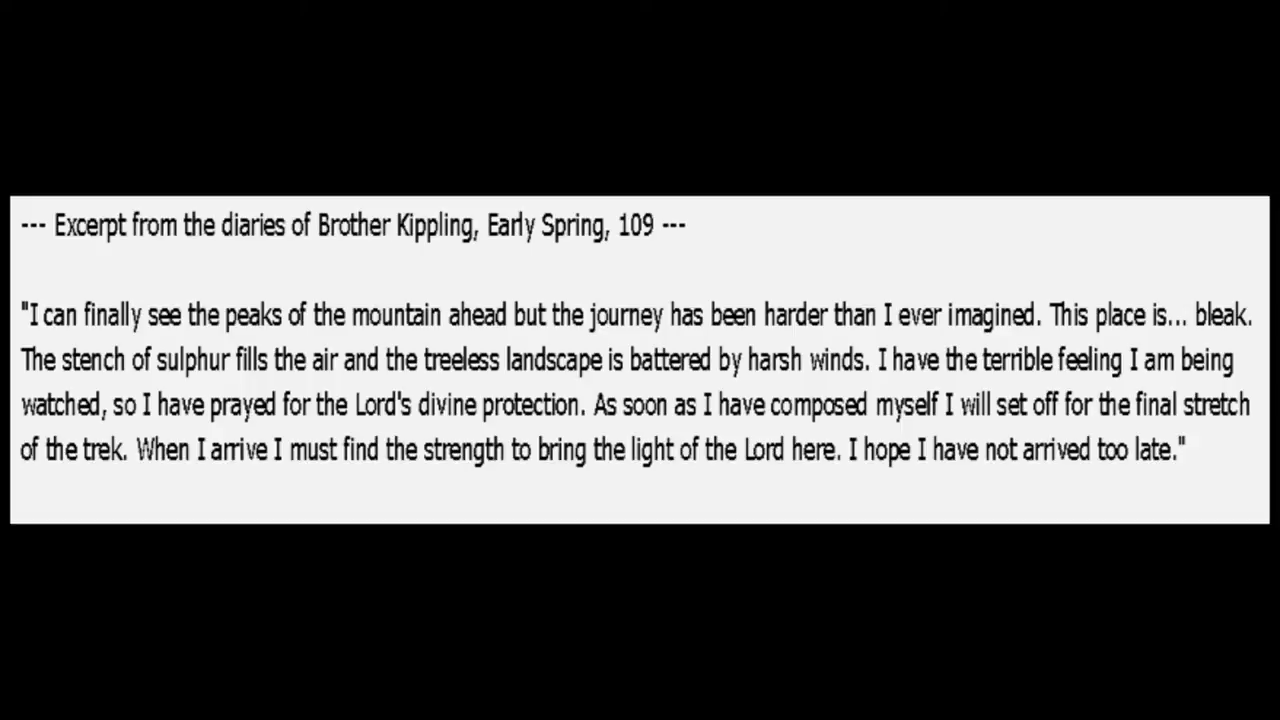 --- Excerpt from the diaries of Brother Kippling, Early Spring, 109 ---
"I can finally see the peaks of the mountain ahead but the journey has been harder than I ever imagined. This place is... bleak.
The stench of sulphur fills the air and the treeless landscape is battered by harsh winds. I have the terrible feeling I am being
watched, so I have prayed for the Lord's divine protection. As soon as I have composed myself I will set off for the final stretch
of the trek. When I arrive I must find the strength to bring the light of the Lord here. I hope I have not arrived too late."